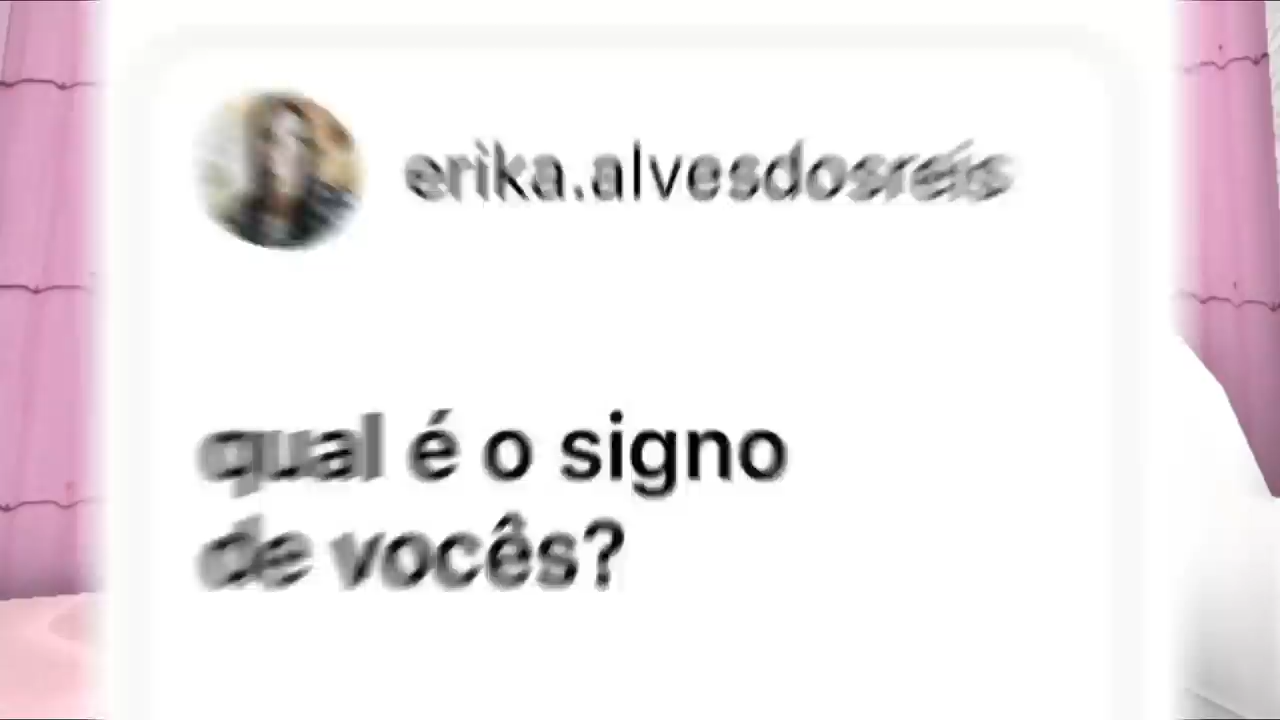 erika.alvesdosreis
qual é o signo
de vocês?